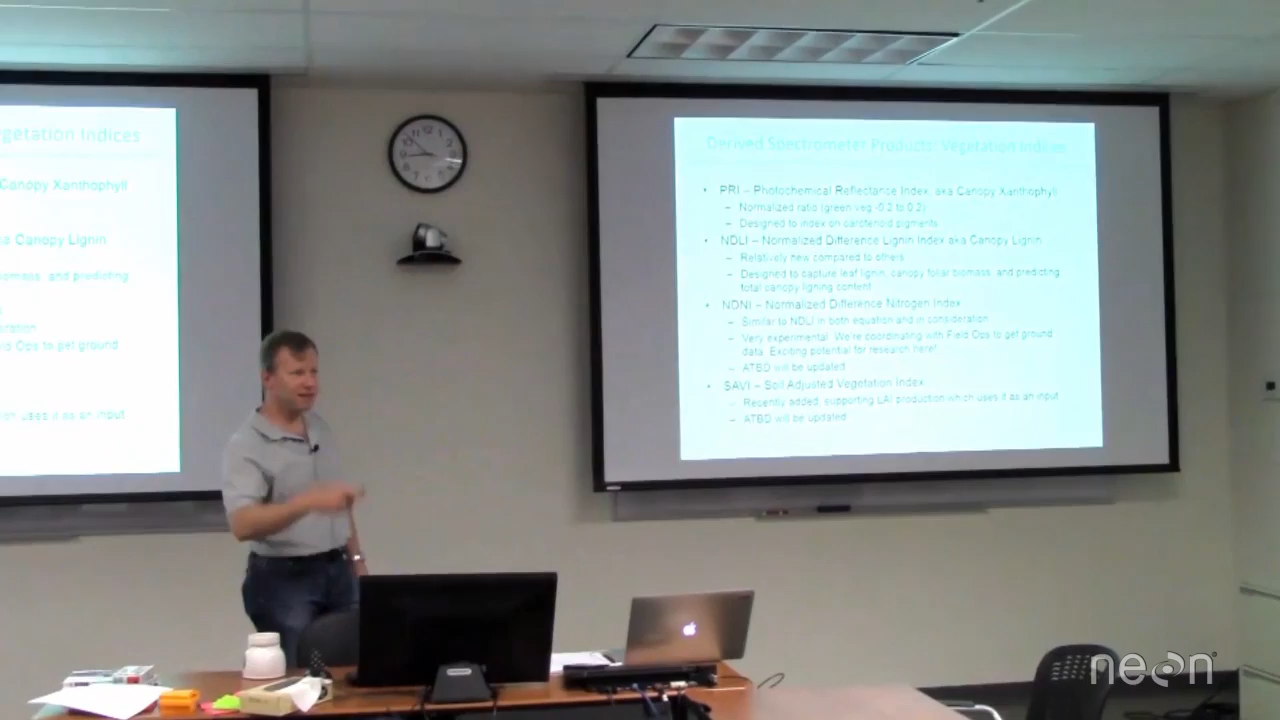 egetation Indices
Canopy Xanthophyll
a Canopy Lignin
omass, and predicting
oration
ld Ops to get ground
hich uses it as an input
Derived Spectrometer Products: Vegetation Indices
• PRI – Photochemical Reflectance Index, aka Canopy Xanthophyll
– Normalized ratio (green veg -0.2 to 0.2)
– Designed to index on carotenoid pigments
• NDLI – Normalized Difference Lignin Index aka Canopy Lignin
– Relatively new compared to others
– Designed to capture leaf lignin, canopy foliar biomass, and predicting
total canopy ligning content
• NDNI – Normalized Difference Nitrogen Index
– Similar to NDLI in both equation and in consideration
– Very experimental. We're coordinating with Field Ops to get ground
data. Exciting potential for research here!
– ATBD will be updated
• SAVI – Soil Adjusted Vegetation Index
– Recently added, supporting LAI production which uses it as an input
– ATBD will be updated
neon